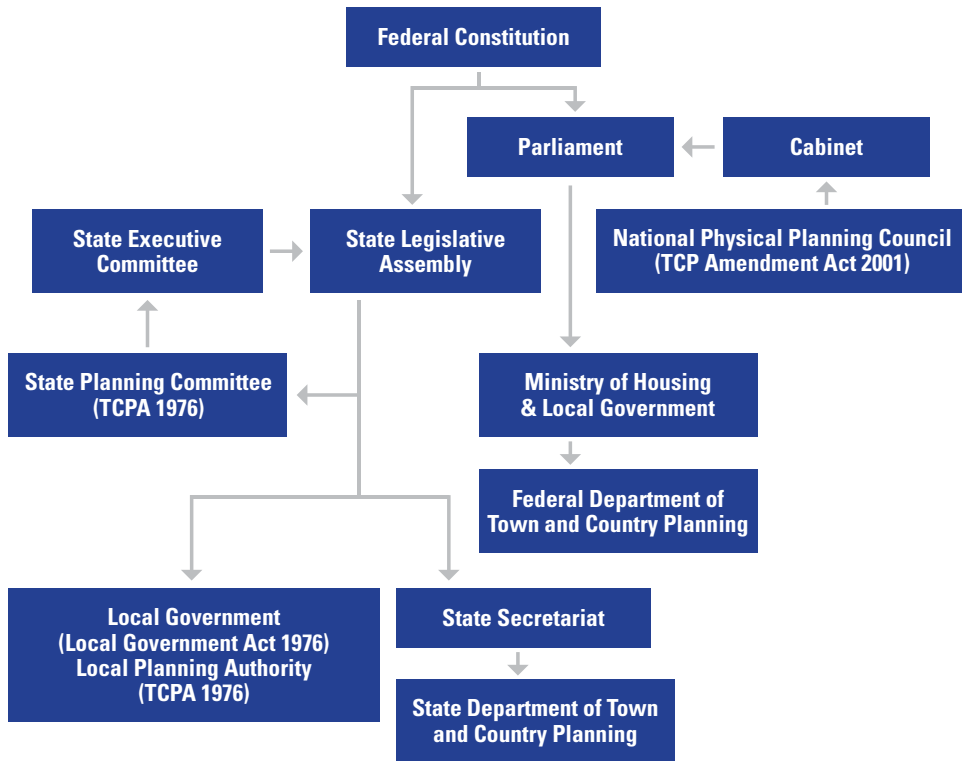 Federal Constitution
Parliament
Cabinet
State Executive
Committee
State Legislative
Assembly
National Physical Planning Council
(TCP Amendment Act 2001)
State Planning Committee
(TCPA 1976)
Ministry of Housing
& Local Government
Federal Department of
Town and Country Planning
Local Government
(Local Government Act 1976)
Local Planning Authority
(TCPA 1976)
State Secretariat
State Department of Town
and Country Planning